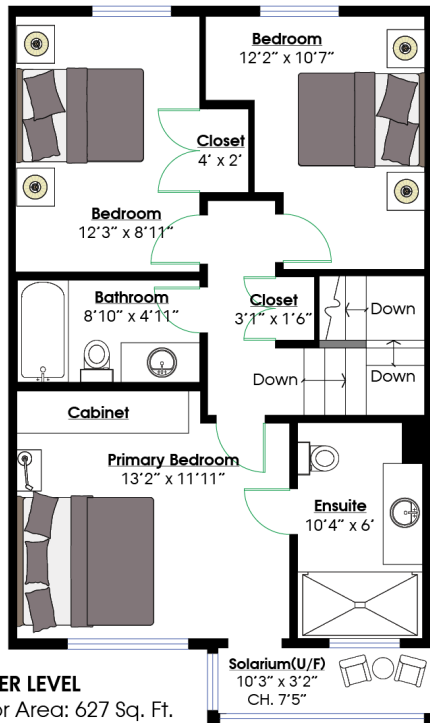 Bedroom
12'2" x 10'7"
Closet
4' x 2'
Bedroom
12'3" x 8'11"
Bathroom
8'10" x 4'11"
Closet
3'1" x 1'6"
Down
Down
Down
Cabinet
Primary Bedroom
13'2" x 11'11"
Ensuite
10'4" x 6'
Solarium(U/F)
10'3" x 3'2"
CH. 7'5"
ER LEVEL
or Area: 627 Sq. Ft.